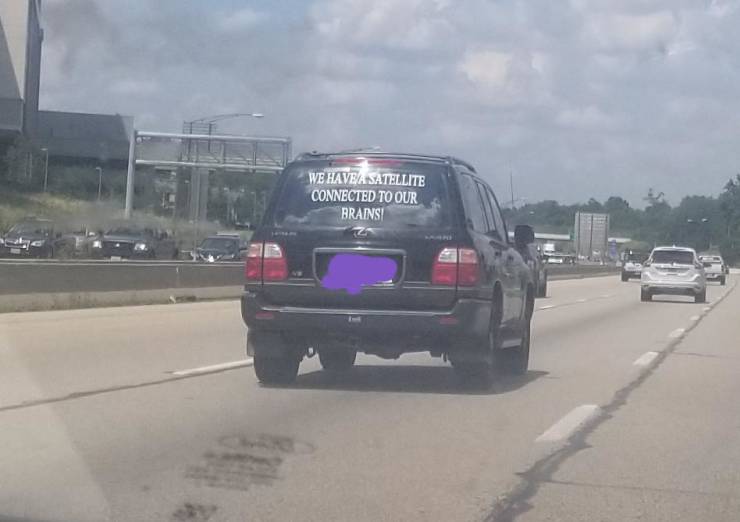 WE HAVE A SATELLITE
CONNECTED TO OUR
BRAINS!